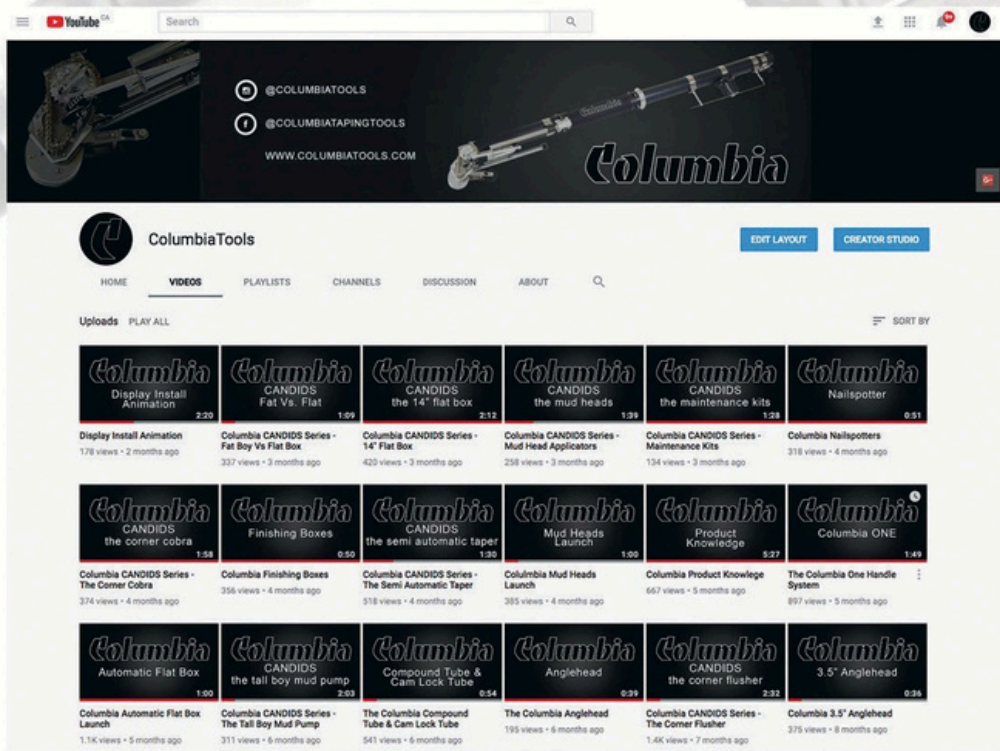 YouTube CA
Search
9+
@COLUMBIATOOLS
@COLUMBIATAPINGTOOLS
WWW.COLUMBIATOOLS.COM
Columbia
Columbia
G+
ColumbiaTools
EDIT LAYOUT
CREATOR STUDIO
HOME VIDEOS PLAYLISTS CHANNELS DISCUSSION ABOUT
Uploads PLAY ALL
SORT BY
Columbia
Display Install
Animation
2:20
Display Install Animation
178 views • 2 months ago
Columbia
CANDIDS
Fat Vs. Flat
1:09
Columbia CANDIDS Series -
Fat Boy Vs Flat Box
337 views • 3 months ago
Columbia
CANDIDS
the 14" flat box
2:12
Columbia CANDIDS Series -
14" Flat Box
420 views • 3 months ago
Columbia
CANDIDS
the mud heads
1:39
Columbia CANDIDS Series -
Mud Head Applicators
258 views • 3 months ago
Columbia
CANDIDS
the maintenance kits
1:28
Columbia CANDIDS Series -
Maintenance Kits
134 views • 3 months ago
Columbia
Nailspotter
0:51
Columbia Nailspotters
318 views • 4 months ago
Columbia
CANDIDS
the corner cobra
1:58
Columbia CANDIDS Series -
The Corner Cobra
374 views • 4 months ago
Columbia
Finishing Boxes
0:50
Columbia Finishing Boxes
356 views • 4 months ago
Columbia
CANDIDS
the semi automatic taper
1:30
Columbia CANDIDS Series -
The Semi Automatic Taper
518 views • 4 months ago
Columbia
Mud Heads
Launch
1:00
Colulmbia Mud Heads
Launch
385 views • 4 months ago
Columbia
Product
Knowledge
5:27
Columbia Product Knowlege
667 views • 5 months ago
Columbia
Columbia ONE
1:49
The Columbia One Handle
System
897 views • 5 months ago
Columbia
Automatic Flat Box
1:00
Columbia Automatic Flat Box
Launch
1.1K views • 5 months ago
Columbia
CANDIDS
the tall boy mud pump
2:03
Columbia CANDIDS Series -
The Tall Boy Mud Pump
311 views • 6 months ago
Columbia
Compound Tube &
Cam Lock Tube
0:54
The Columbia Compound
Tube & Cam Lock Tube
541 views • 6 months ago
Columbia
Anglehead
0:39
The Columbia Anglehead
195 views • 6 months ago
Columbia
CANDIDS
the corner flusher
2:32
Columbia CANDIDS Series -
The Corner Flusher
1.4K views • 7 months ago
Columbia
3.5" Anglehead
0:36
Columbia 3.5" Anglehead
375 views • 8 months ago